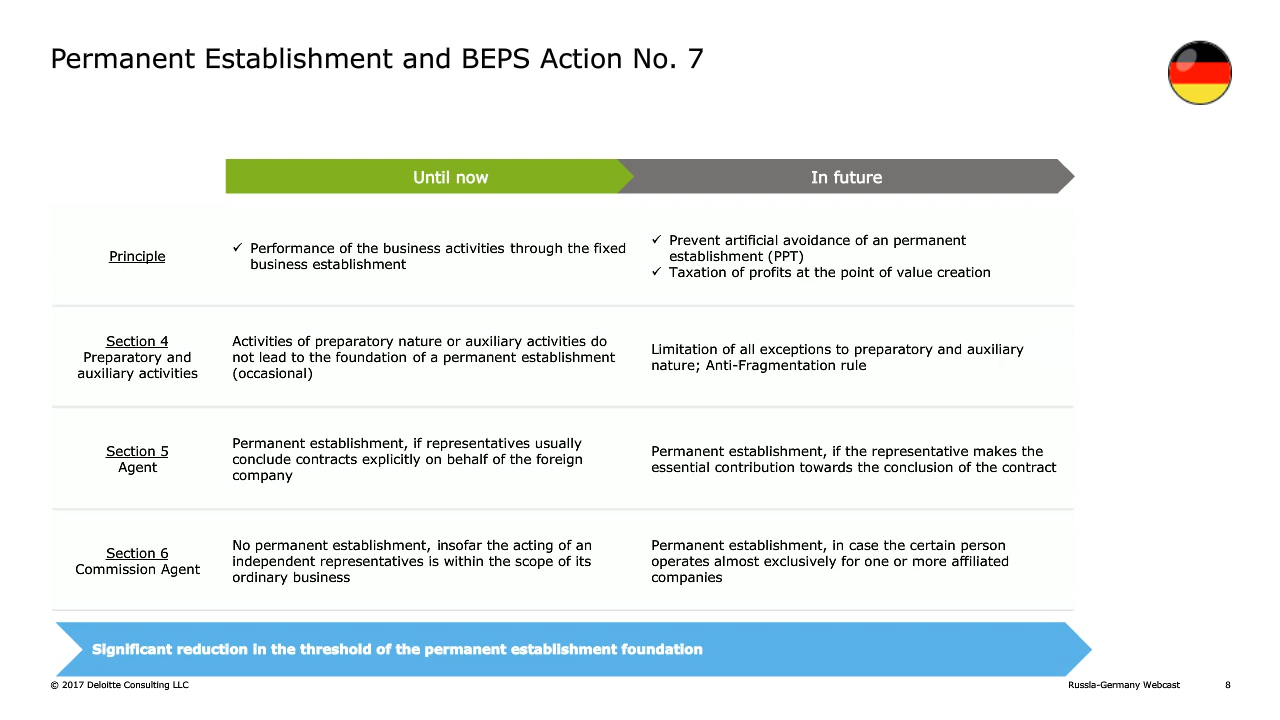 Permanent Establishment and BEPS Action No. 7
Until now
In future
Principle
✓ Performance of the business activities through the fixed
business establishment
✓ Prevent artificial avoidance of an permanent
establishment (PPT)
✓ Taxation of profits at the point of value creation
Section 4
Preparatory and
auxiliary activities
Activities of preparatory nature or auxiliary activities do
not lead to the foundation of a permanent establishment
(occasional)
Limitation of all exceptions to preparatory and auxiliary
nature; Anti-Fragmentation rule
Section 5
Agent
Permanent establishment, if representatives usually
conclude contracts explicitly on behalf of the foreign
company
Permanent establishment, if the representative makes the
essential contribution towards the conclusion of the contract
Section 6
Commission Agent
No permanent establishment, insofar the acting of an
independent representatives is within the scope of its
ordinary business
Permanent establishment, in case the certain person
operates almost exclusively for one or more affiliated
companies
Significant reduction in the threshold of the permanent establishment foundation
© 2017 Deloitte Consulting LLC
Russia-Germany Webcast
8